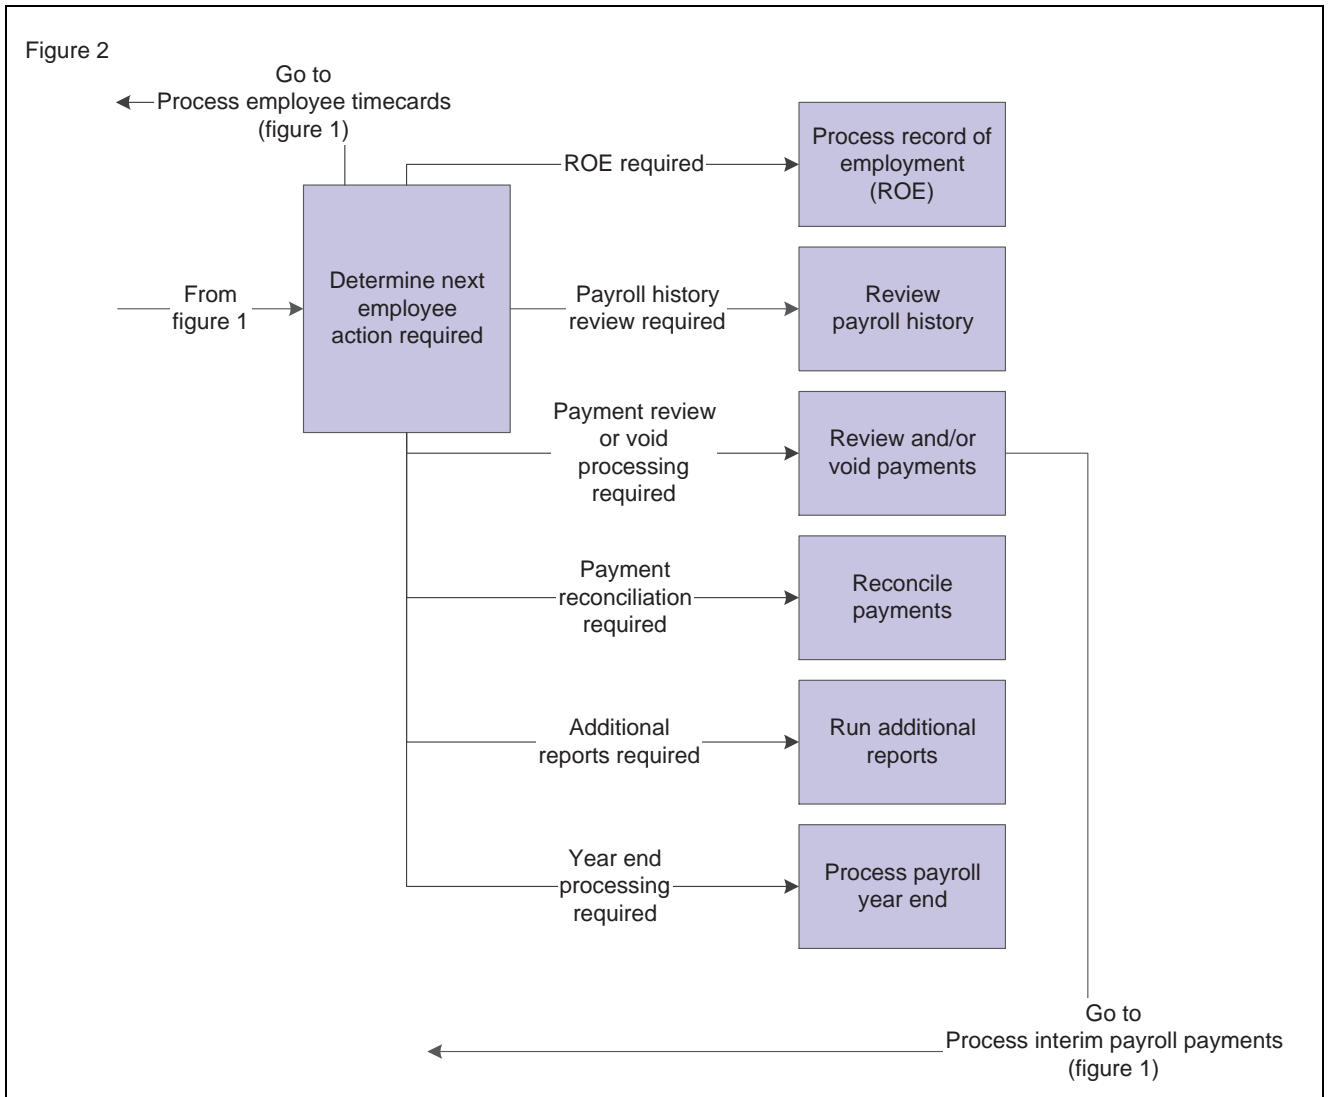 Figure 2
Go to
Process employee timecards
(figure 1)
ROE required
Process record of
employment
(ROE)
From
figure 1
Determine next
employee
action required
Payroll history
review required
Review
payroll history
Payment review
or void
processing
required
Review and/or
void payments
Payment
reconciliation
required
Reconcile
payments
Additional
reports required
Run additional
reports
Year end
processing
required
Process payroll
year end
Go to
Process interim payroll payments
(figure 1)